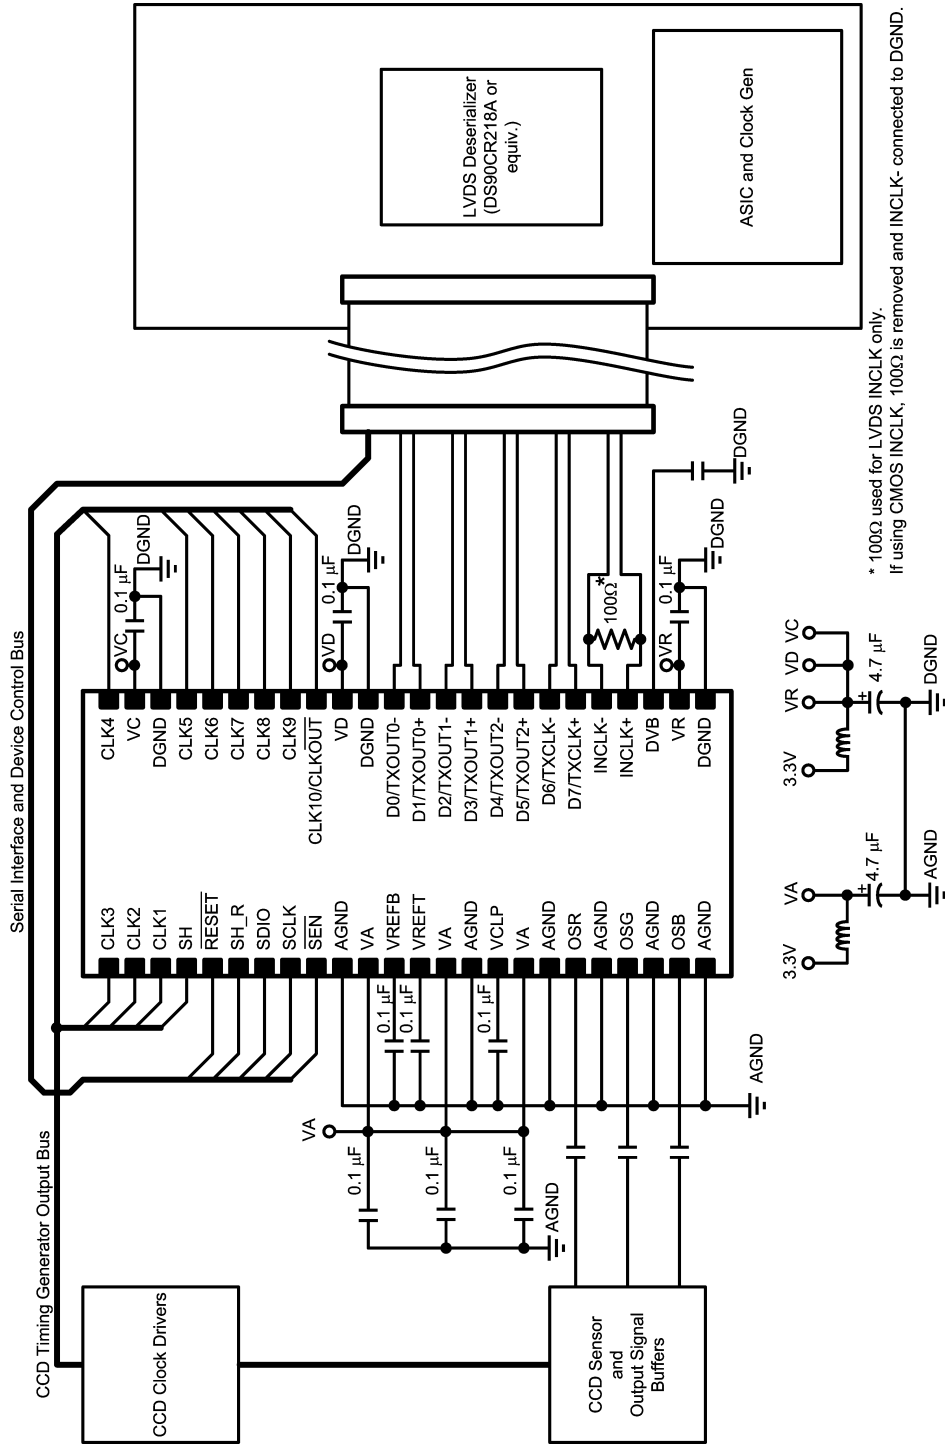 Serial Interface and Device Control Bus
CCD Timing Generator Output Bus
CCD Clock Drivers
CCD Sensor
and
Output Signal
Buffers
LVDS Deserializer
(DS90CR218A or
equiv.)
ASIC and Clock Gen
CLK3
CLK2
CLK1
SH
RESET
SH_R
SDIO
SCLK
SEN
AGND
VA
VREFB
VREFT
VA
AGND
VCLP
VA
AGND
OSR
AGND
OSG
AGND
OSB
AGND
CLK4
VC
DGND
CLK5
CLK6
CLK7
CLK8
CLK9
CLK10/CLKOUT
VD
DGND
D0/TXOUT0-
D1/TXOUT0+
D2/TXOUT1-
D3/TXOUT1+
D4/TXOUT2-
D5/TXOUT2+
D6/TXCLK-
D7/TXCLK+
INCLK-
INCLK+
DVB
VR
DGND
VC
0.1 µF
DGND
VD
0.1 µF
DGND
100Ω
*
DGND
VR
0.1 µF
DGND
0.1 µF
0.1 µF
0.1 µF
AGND
VA
0.1 µF
0.1 µF
0.1 µF
AGND
3.3V
VA
+
4.7 µF
AGND
3.3V
VR
VD
VC
+
4.7 µF
DGND
* 100Ω used for LVDS INCLK only.
If using CMOS INCLK, 100Ω is removed and INCLK- connected to DGND.